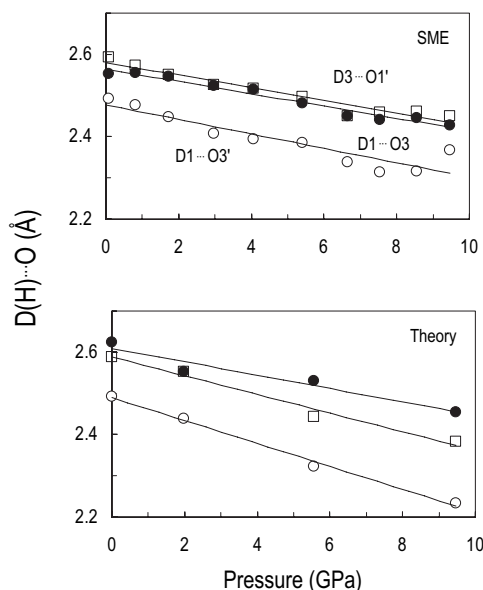 SME
D3···O1'
D1···O3'
D1···O3
2.6
2.4
2.2
0
2
4
6
8
10
D(H)···O (Å)
Theory
2.6
2.4
2.2
0
2
4
6
8
10
Pressure (GPa)